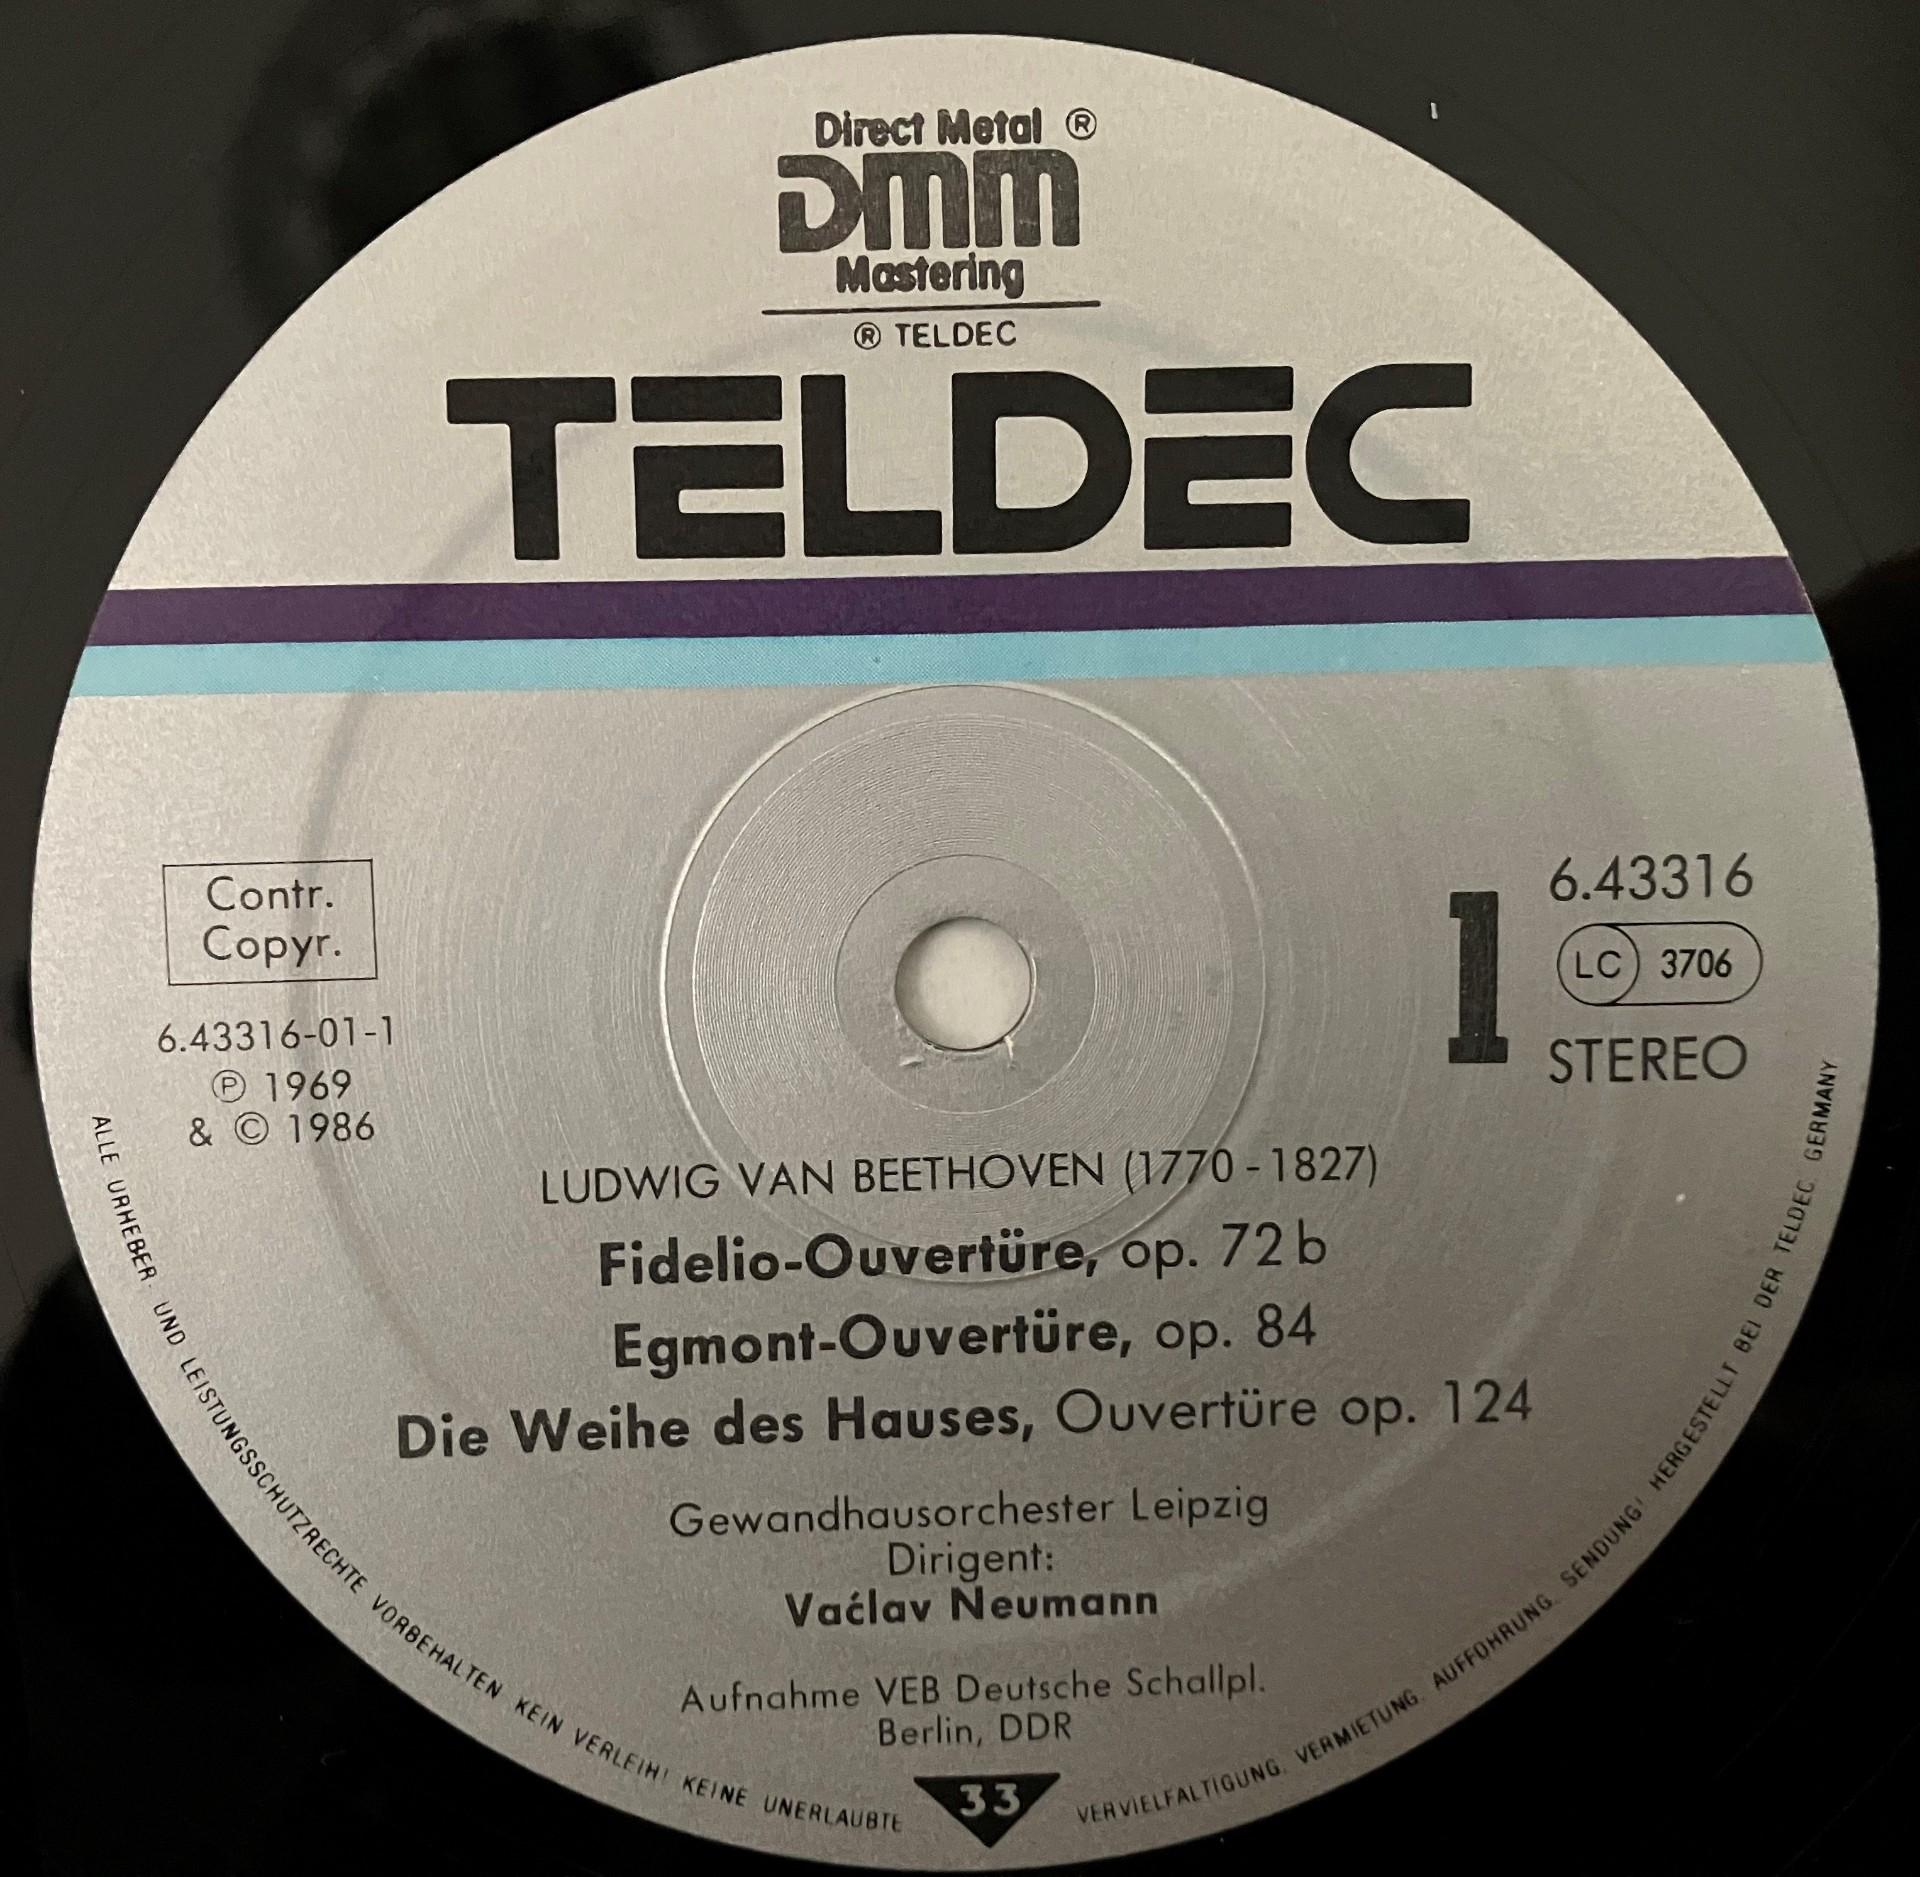 Direct Metal ®
DMM
Mastering
® TELDEC
TELDEC
Contr.
Copyr.
6.43316-01-1
Ⓟ 1969
& © 1986
1
6.43316
LC 3706
STEREO
LUDWIG VAN BEETHOVEN (1770-1827)
Fidelio-Ouvertüre, op. 72 b
Egmont-Ouvertüre, op. 84
Die Weihe des Hauses, Ouvertüre op. 124
Gewandhausorchester Leipzig
Dirigent:
Vaćlav Neumann
Aufnahme VEB Deutsche Schallpl.
Berlin, DDR
33
ALLE URHEBER- UND LEISTUNGSSCHUTZRECHTE VORBEHALTEN KEIN VERLEIH! KEINE UNERLAUBTE VERVIELFALTIGUNG, VERMIETUNG, AUFFÜHRUNG, SENDUNG! HERGESTELLT BEI DER TELDEC GERMANY